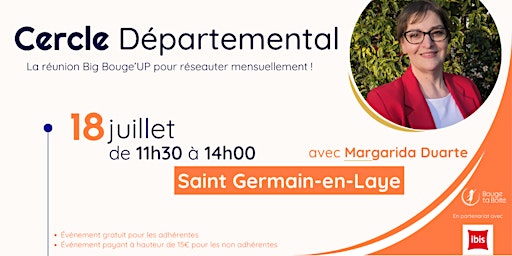 Cercle Départemental
La réunion Big Bouge'UP pour réseauter mensuellement !
18 juillet
de 11h30 à 14h00
avec Margarida Duarte
Saint Germain-en-Laye
Bouge ta Boîte
En partenariat avec
Ibis
• Événement gratuit pour les adhérentes
• Événement payant à hauteur de 15€ pour les non adhérentes